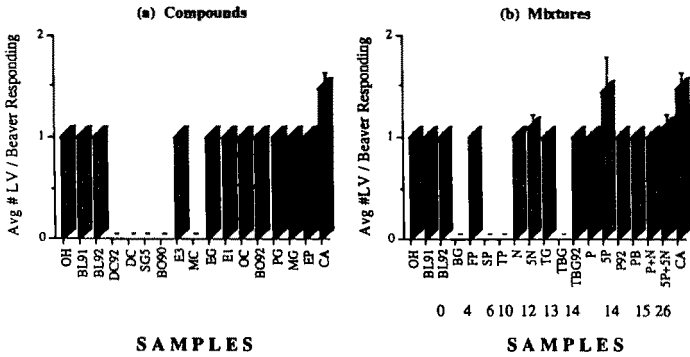 (a) Compounds
Avg # LV / Beaver Responding
2
1
0
OH BL91 BL92 DC92 DC SG5 BO90 E3 MC EG E1 OC BO92 PG MG EP CA
SAMPLES
(b) Mixtures
Avg #LV / Beaver Responding
2
1
0
OH BL91 BL92 BG FP SP TP N 5N TG TBG TBG92 P 5P P92 PB P+N 5P+5N CA
0 4 6 10 12 13 14 14 15 26
SAMPLES